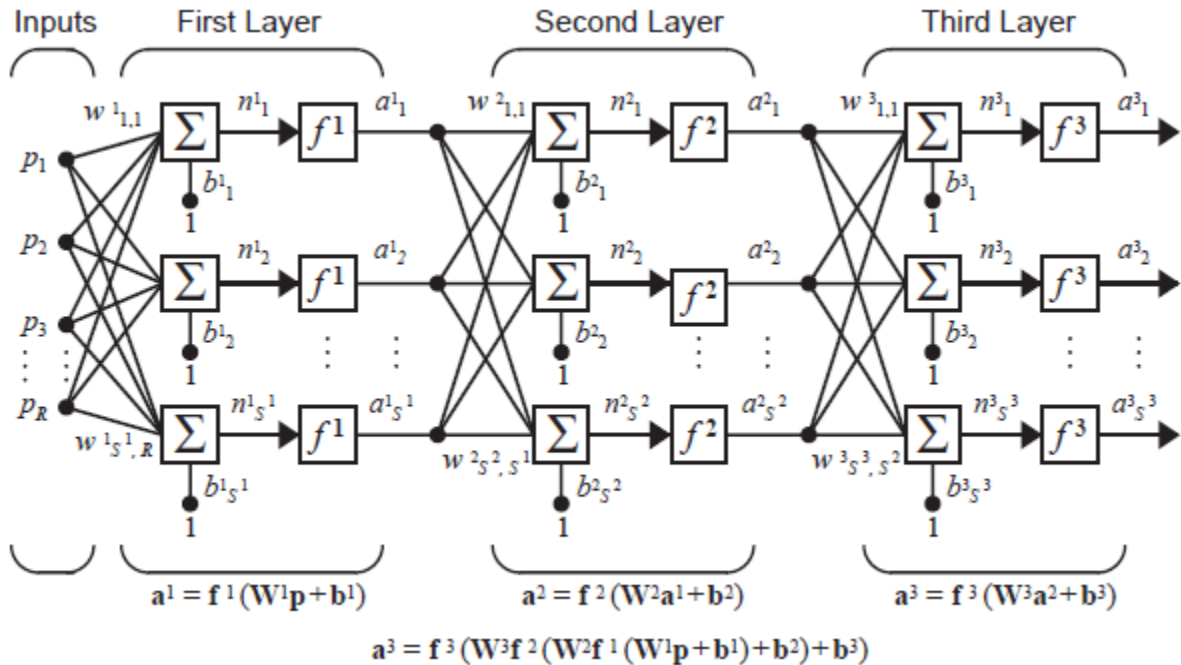 Inputs First Layer Second Layer Third Layer
w¹₁,₁ n¹₁ a¹₁ w²₁,₁ n²₁ a²₁ w³₁,₁ n³₁ a³₁
Σ f¹ Σ f² Σ f³
p₁
b¹₁ b²₁ b³₁
1 1 1
p₂ n¹₂ a¹₂ n²₂ a²₂ n³₂ a³₂
Σ f¹ Σ f² Σ f³
p₃
b¹₂ b²₂ b³₂
1 1 1
p_R n¹_S¹ a¹_S¹ n²_S² a²_S² n³_S³ a³_S³
Σ f¹ Σ f² Σ f³
w¹_S¹,R w²_S²,S¹ w³_S³,S²
b¹_S¹ b²_S² b³_S³
1 1 1
a¹ = f¹ (W¹p + b¹) a² = f² (W²a¹ + b²) a³ = f³ (W³a² + b³)
a³ = f³ (W³f² (W²f¹ (W¹p + b¹) + b²) + b³)